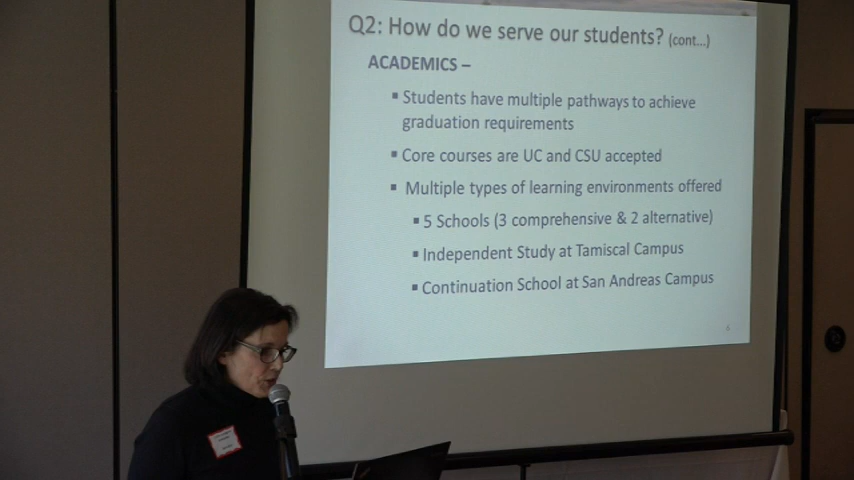 Q2: How do we serve our students? (cont...)
ACADEMICS –
▪ Students have multiple pathways to achieve
graduation requirements
▪ Core courses are UC and CSU accepted
▪ Multiple types of learning environments offered
▪ 5 Schools (3 comprehensive & 2 alternative)
▪ Independent Study at Tamiscal Campus
▪ Continuation School at San Andreas Campus